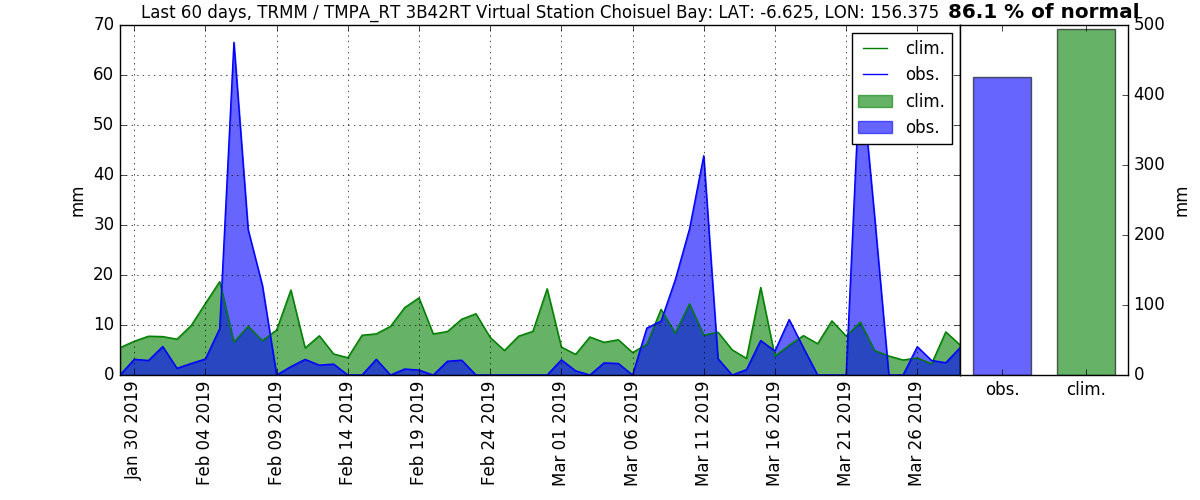 Last 60 days, TRMM / TMPA_RT 3B42RT Virtual Station Choisuel Bay: LAT: -6.625, LON: 156.375
86.1 % of normal
70
60
50
40
30
20
10
0
mm
clim.
obs.
clim.
obs.
500
400
300
200
100
0
mm
obs.
clim.
Jan 30 2019
Feb 04 2019
Feb 09 2019
Feb 14 2019
Feb 19 2019
Feb 24 2019
Mar 01 2019
Mar 06 2019
Mar 11 2019
Mar 16 2019
Mar 21 2019
Mar 26 2019